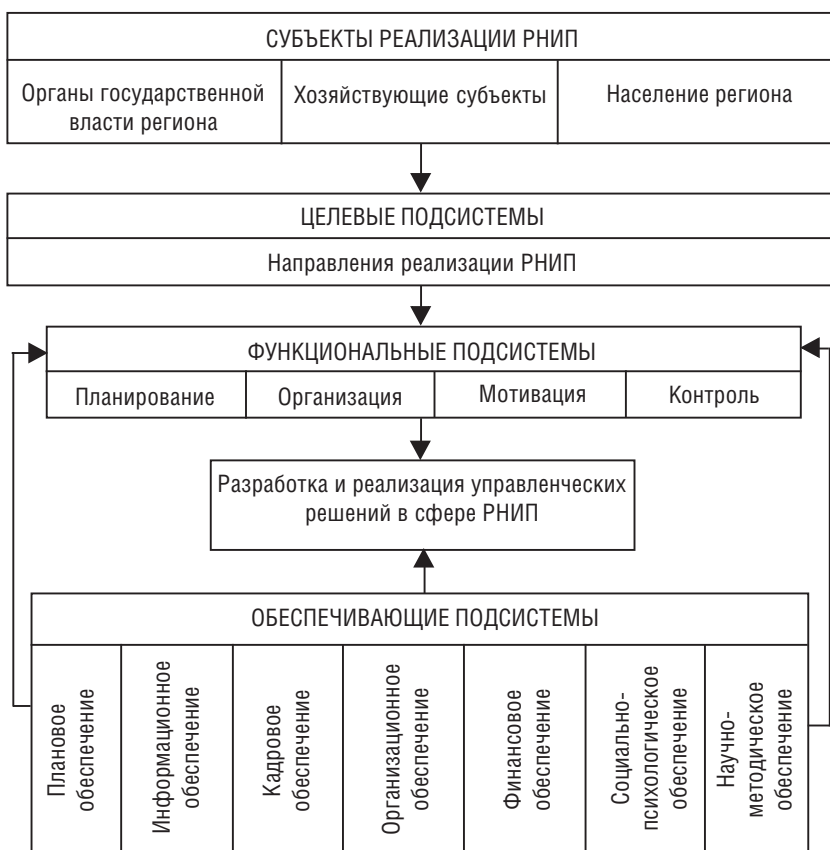 СУБЪЕКТЫ РЕАЛИЗАЦИИ РНИП
Органы государственной
власти региона
Хозяйствующие субъекты
Население региона
ЦЕЛЕВЫЕ ПОДСИСТЕМЫ
Направления реализации РНИП
ФУНКЦИОНАЛЬНЫЕ ПОДСИСТЕМЫ
Планирование
Организация
Мотивация
Контроль
Разработка и реализация управленческих
решений в сфере РНИП
ОБЕСПЕЧИВАЮЩИЕ ПОДСИСТЕМЫ
Плановое
обеспечение
Информационное
обеспечение
Кадровое
обеспечение
Организационное
обеспечение
Финансовое
обеспечение
Социально-
психологическое
обеспечение
Научно-
методическое
обеспечение